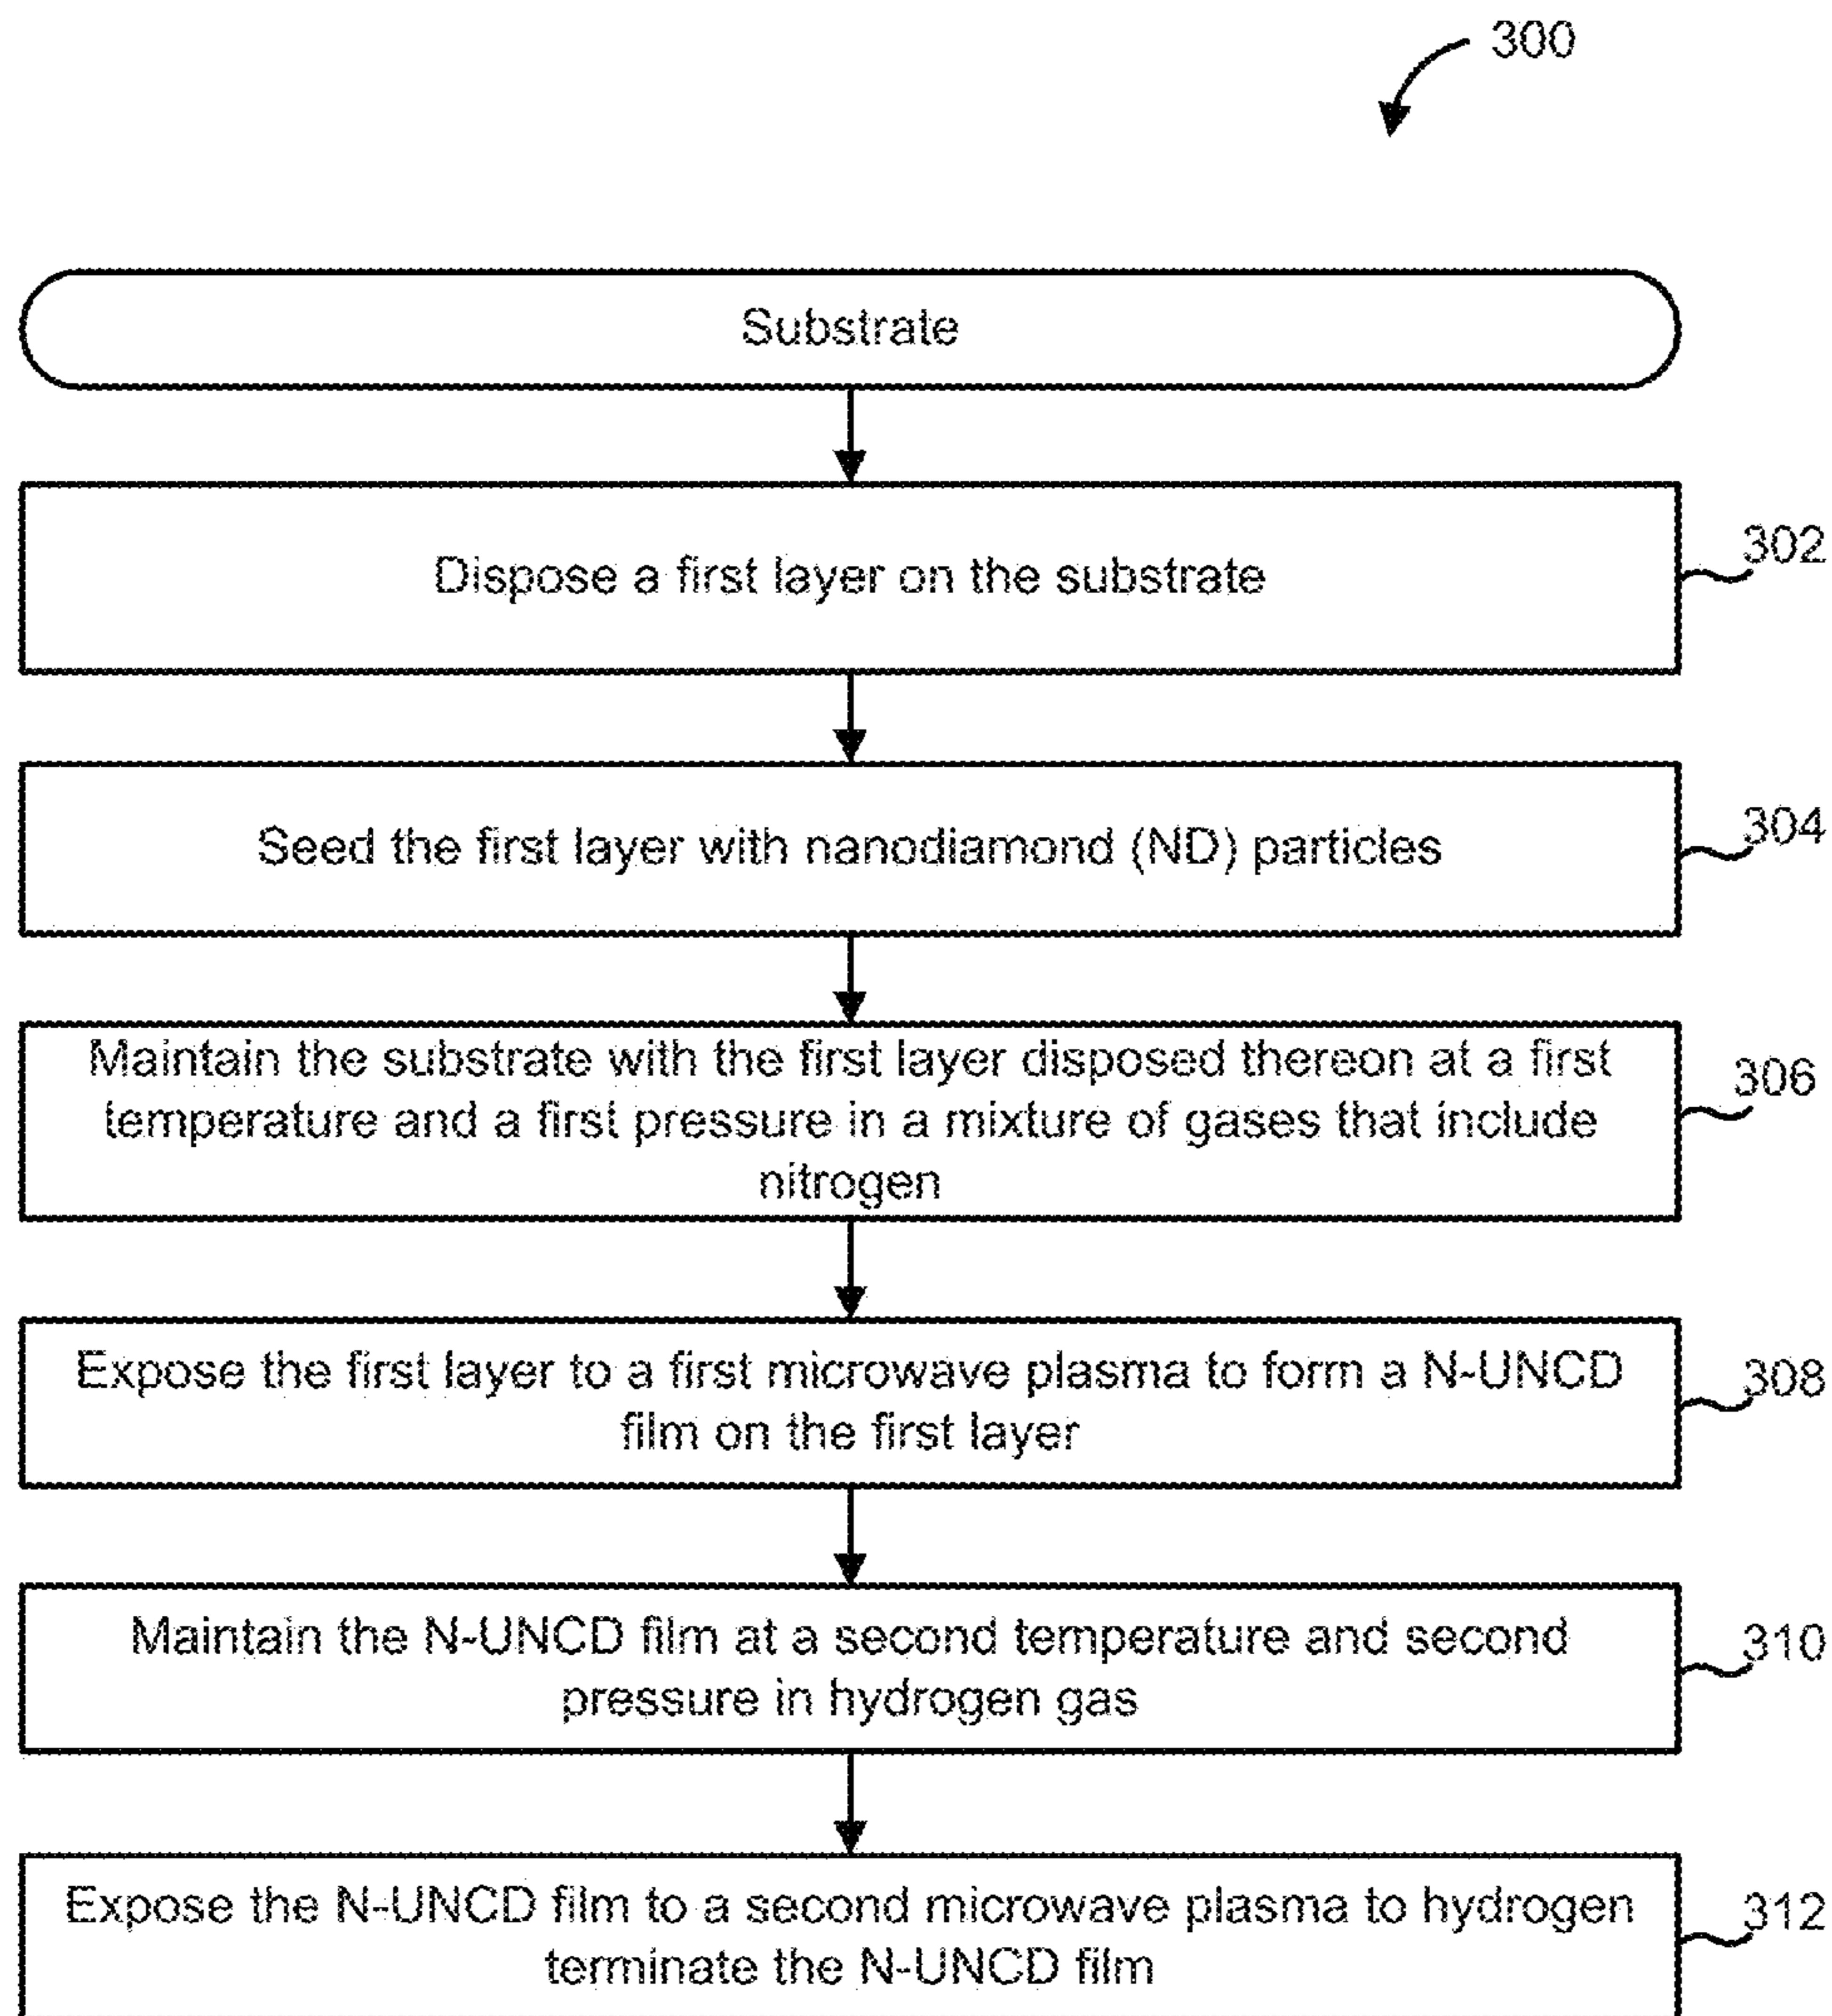 300
Substrate
Dispose a first layer on the substrate
302
Seed the first layer with nanodiamond (ND) particles
304
Maintain the substrate with the first layer disposed thereon at a first
temperature and a first pressure in a mixture of gases that include
nitrogen
306
Expose the first layer to a first microwave plasma to form a N-UNCD
film on the first layer
308
Maintain the N-UNCD film at a second temperature and second
pressure in hydrogen gas
310
Expose the N-UNCD film to a second microwave plasma to hydrogen
terminate the N-UNCD film
312